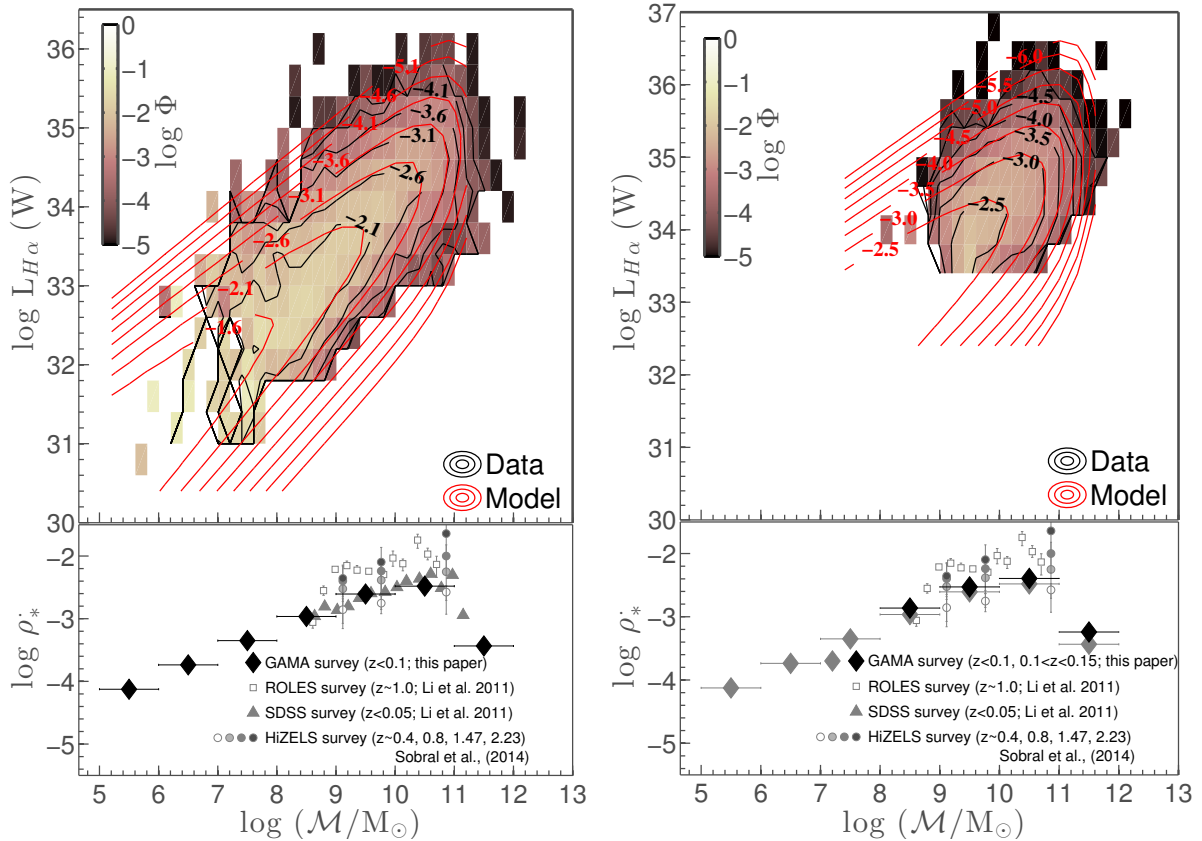 36
35
34
33
32
31
30
log L_{Hα} (W)
0
−1
−2
−3
−4
−5
log Φ
−5.1
−4.6
−4.1
−3.6
−3.1
−2.6
−2.1
−1.6
−4.1
−3.6
−3.1
−2.6
−2.1
Data
Model
−2
−3
−4
−5
log ρ̇_*
GAMA survey (z<0.1; this paper)
ROLES survey (z~1.0; Li et al. 2011)
SDSS survey (z<0.05; Li et al. 2011)
HiZELS survey (z~0.4, 0.8, 1.47, 2.23)
Sobral et al., (2014)
5 6 7 8 9 10 11 12 13
log (ℳ/M⊙)
37
36
35
34
33
32
31
30
log L_{Hα} (W)
0
−1
−2
−3
−4
−5
log Φ
−6.0
−5.5
−5.0
−4.5
−4.0
−3.5
−3.0
−2.5
−4.5
−4.0
−3.5
−3.0
−2.5
Data
Model
−2
−3
−4
−5
log ρ̇_*
GAMA survey (z<0.1, 0.1<z<0.15; this paper)
ROLES survey (z~1.0; Li et al. 2011)
SDSS survey (z<0.05; Li et al. 2011)
HiZELS survey (z~0.4, 0.8, 1.47, 2.23)
Sobral et al., (2014)
5 6 7 8 9 10 11 12 13
log (ℳ/M⊙)